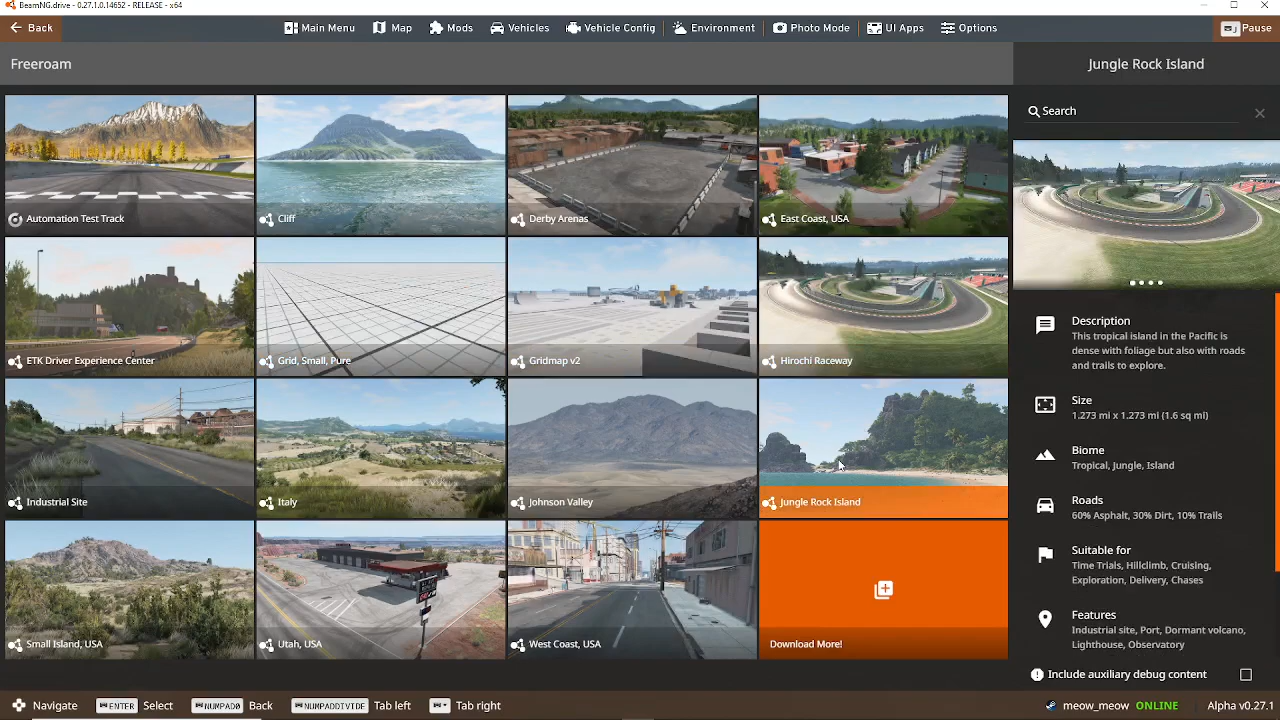 BeamNG.drive - 0.27.1.0.14652 - RELEASE - x64
Back
Main Menu
Map
Mods
Vehicles
Vehicle Config
Environment
Photo Mode
UI Apps
Options
Pause
Freeroam
Jungle Rock Island
Search
Automation Test Track
Cliff
Derby Arenas
East Coast, USA
ETK Driver Experience Center
Grid, Small, Pure
Gridmap v2
Hirochi Raceway
Industrial Site
Italy
Johnson Valley
Jungle Rock Island
Small Island, USA
Utah, USA
West Coast, USA
Download More!
Description
This tropical island in the Pacific is
dense with foliage but also with roads
and trails to explore.
Size
1.273 mi x 1.273 mi (1.6 sq mi)
Biome
Tropical, Jungle, Island
Roads
60% Asphalt, 30% Dirt, 10% Trails
Suitable for
Time Trials, Hillclimb, Cruising,
Exploration, Delivery, Chases
Features
Industrial site, Port, Dormant volcano,
Lighthouse, Observatory
Include auxiliary debug content
Navigate
ENTER Select
NUMPAD0 Back
NUMPADDIVIDE Tab left
Tab right
meow_meow ONLINE
Alpha v0.27.1